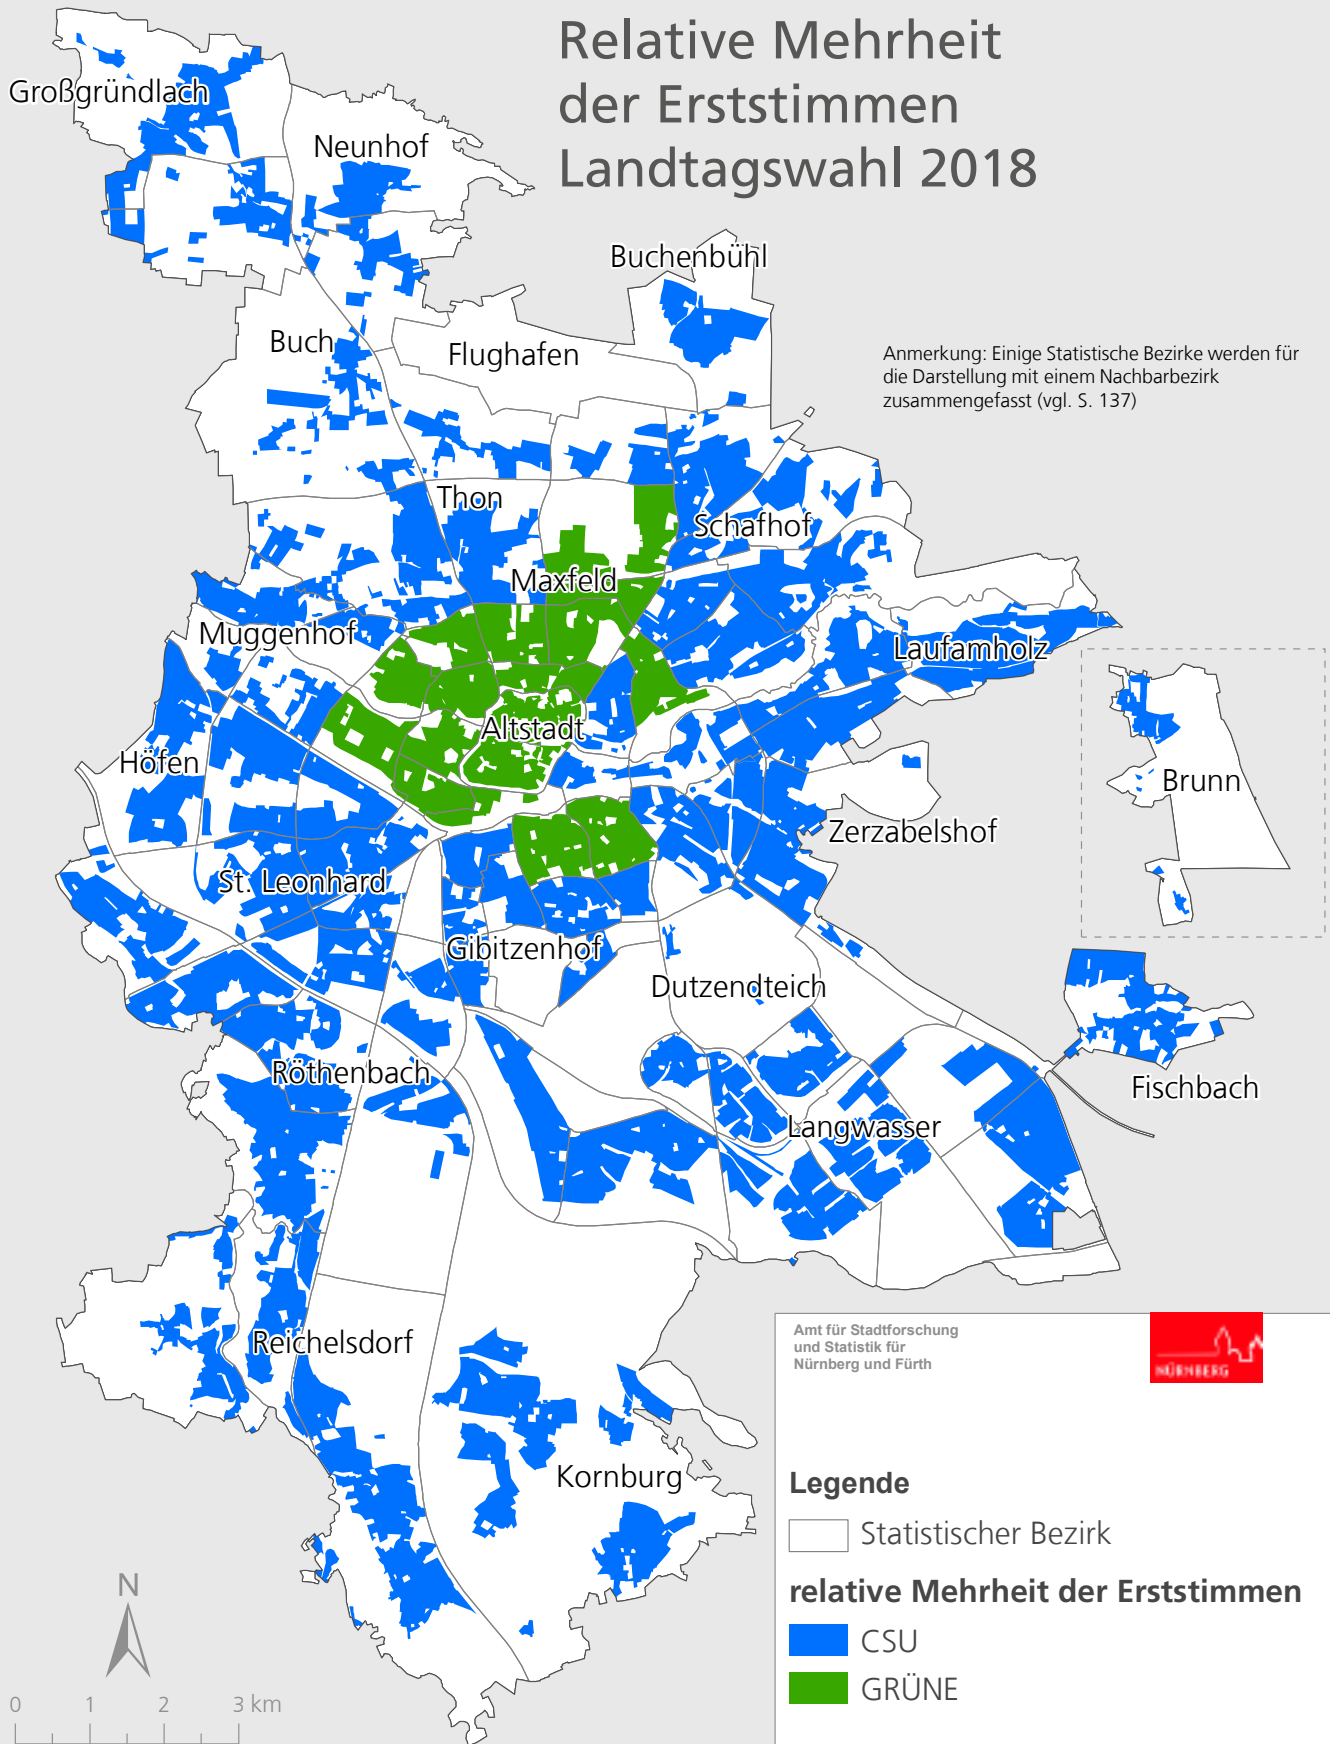 Relative Mehrheit
der Erststimmen
Landtagswahl 2018
Großgründlach
Neunhof
Buchenbühl
Buch
Flughafen
Anmerkung: Einige Statistische Bezirke werden für
die Darstellung mit einem Nachbarbezirk
zusammengefasst (vgl. S. 137)
Thon
Schafhof
Maxfeld
Muggenhof
Laufamholz
Altstadt
Höfen
Brunn
Zerzabelshof
St. Leonhard
Gibitzenhof
Dutzendteich
Röthenbach
Fischbach
Langwasser
Reichelsdorf
Kornburg
Amt für Stadtforschung
und Statistik für
Nürnberg und Fürth
NÜRNBERG
Legende
Statistischer Bezirk
relative Mehrheit der Erststimmen
CSU
GRÜNE
N
0 1 2 3 km